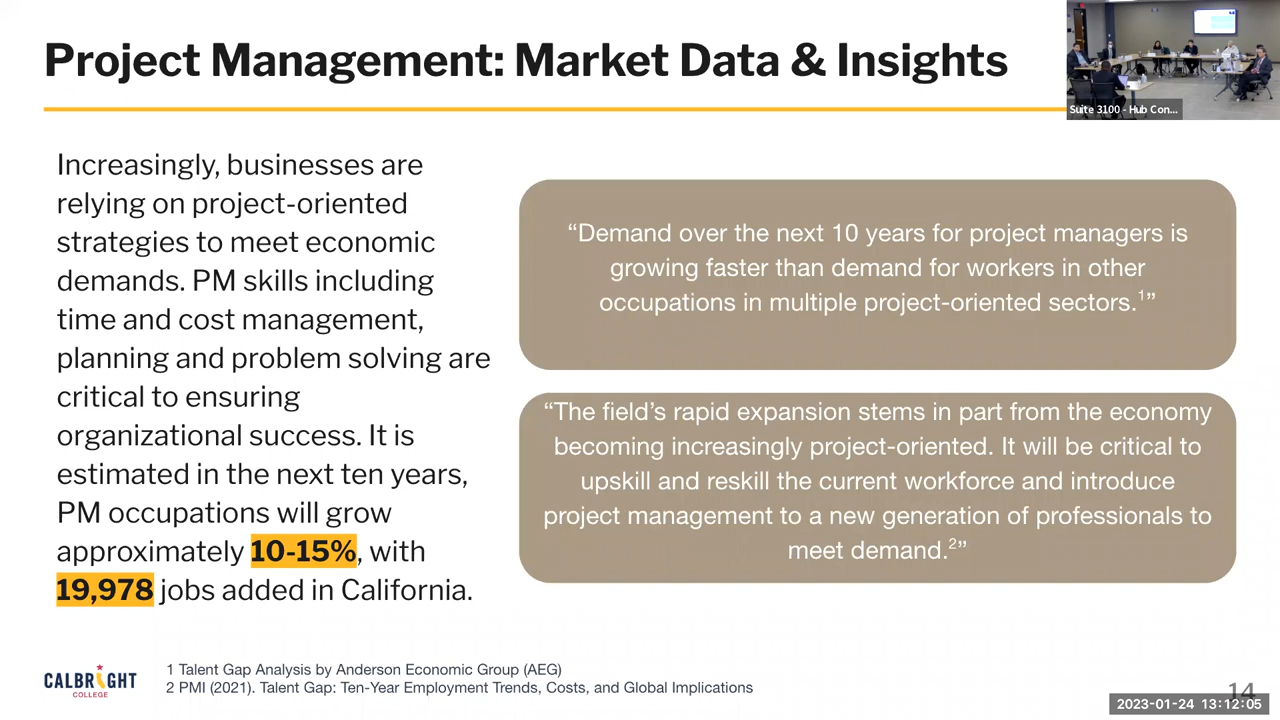 Project Management: Market Data & Insights
Suite 3100 - Hub Con...
Increasingly, businesses are
relying on project-oriented
strategies to meet economic
demands. PM skills including
time and cost management,
planning and problem solving are
critical to ensuring
organizational success. It is
estimated in the next ten years,
PM occupations will grow
approximately 10-15%, with
19,978 jobs added in California.
“Demand over the next 10 years for project managers is
growing faster than demand for workers in other
occupations in multiple project-oriented sectors.¹”
“The field’s rapid expansion stems in part from the economy
becoming increasingly project-oriented. It will be critical to
upskill and reskill the current workforce and introduce
project management to a new generation of professionals to
meet demand.²”
CALBRIGHT
COLLEGE
1 Talent Gap Analysis by Anderson Economic Group (AEG)
2 PMI (2021). Talent Gap: Ten-Year Employment Trends, Costs, and Global Implications
14
2023-01-24 13:12:05